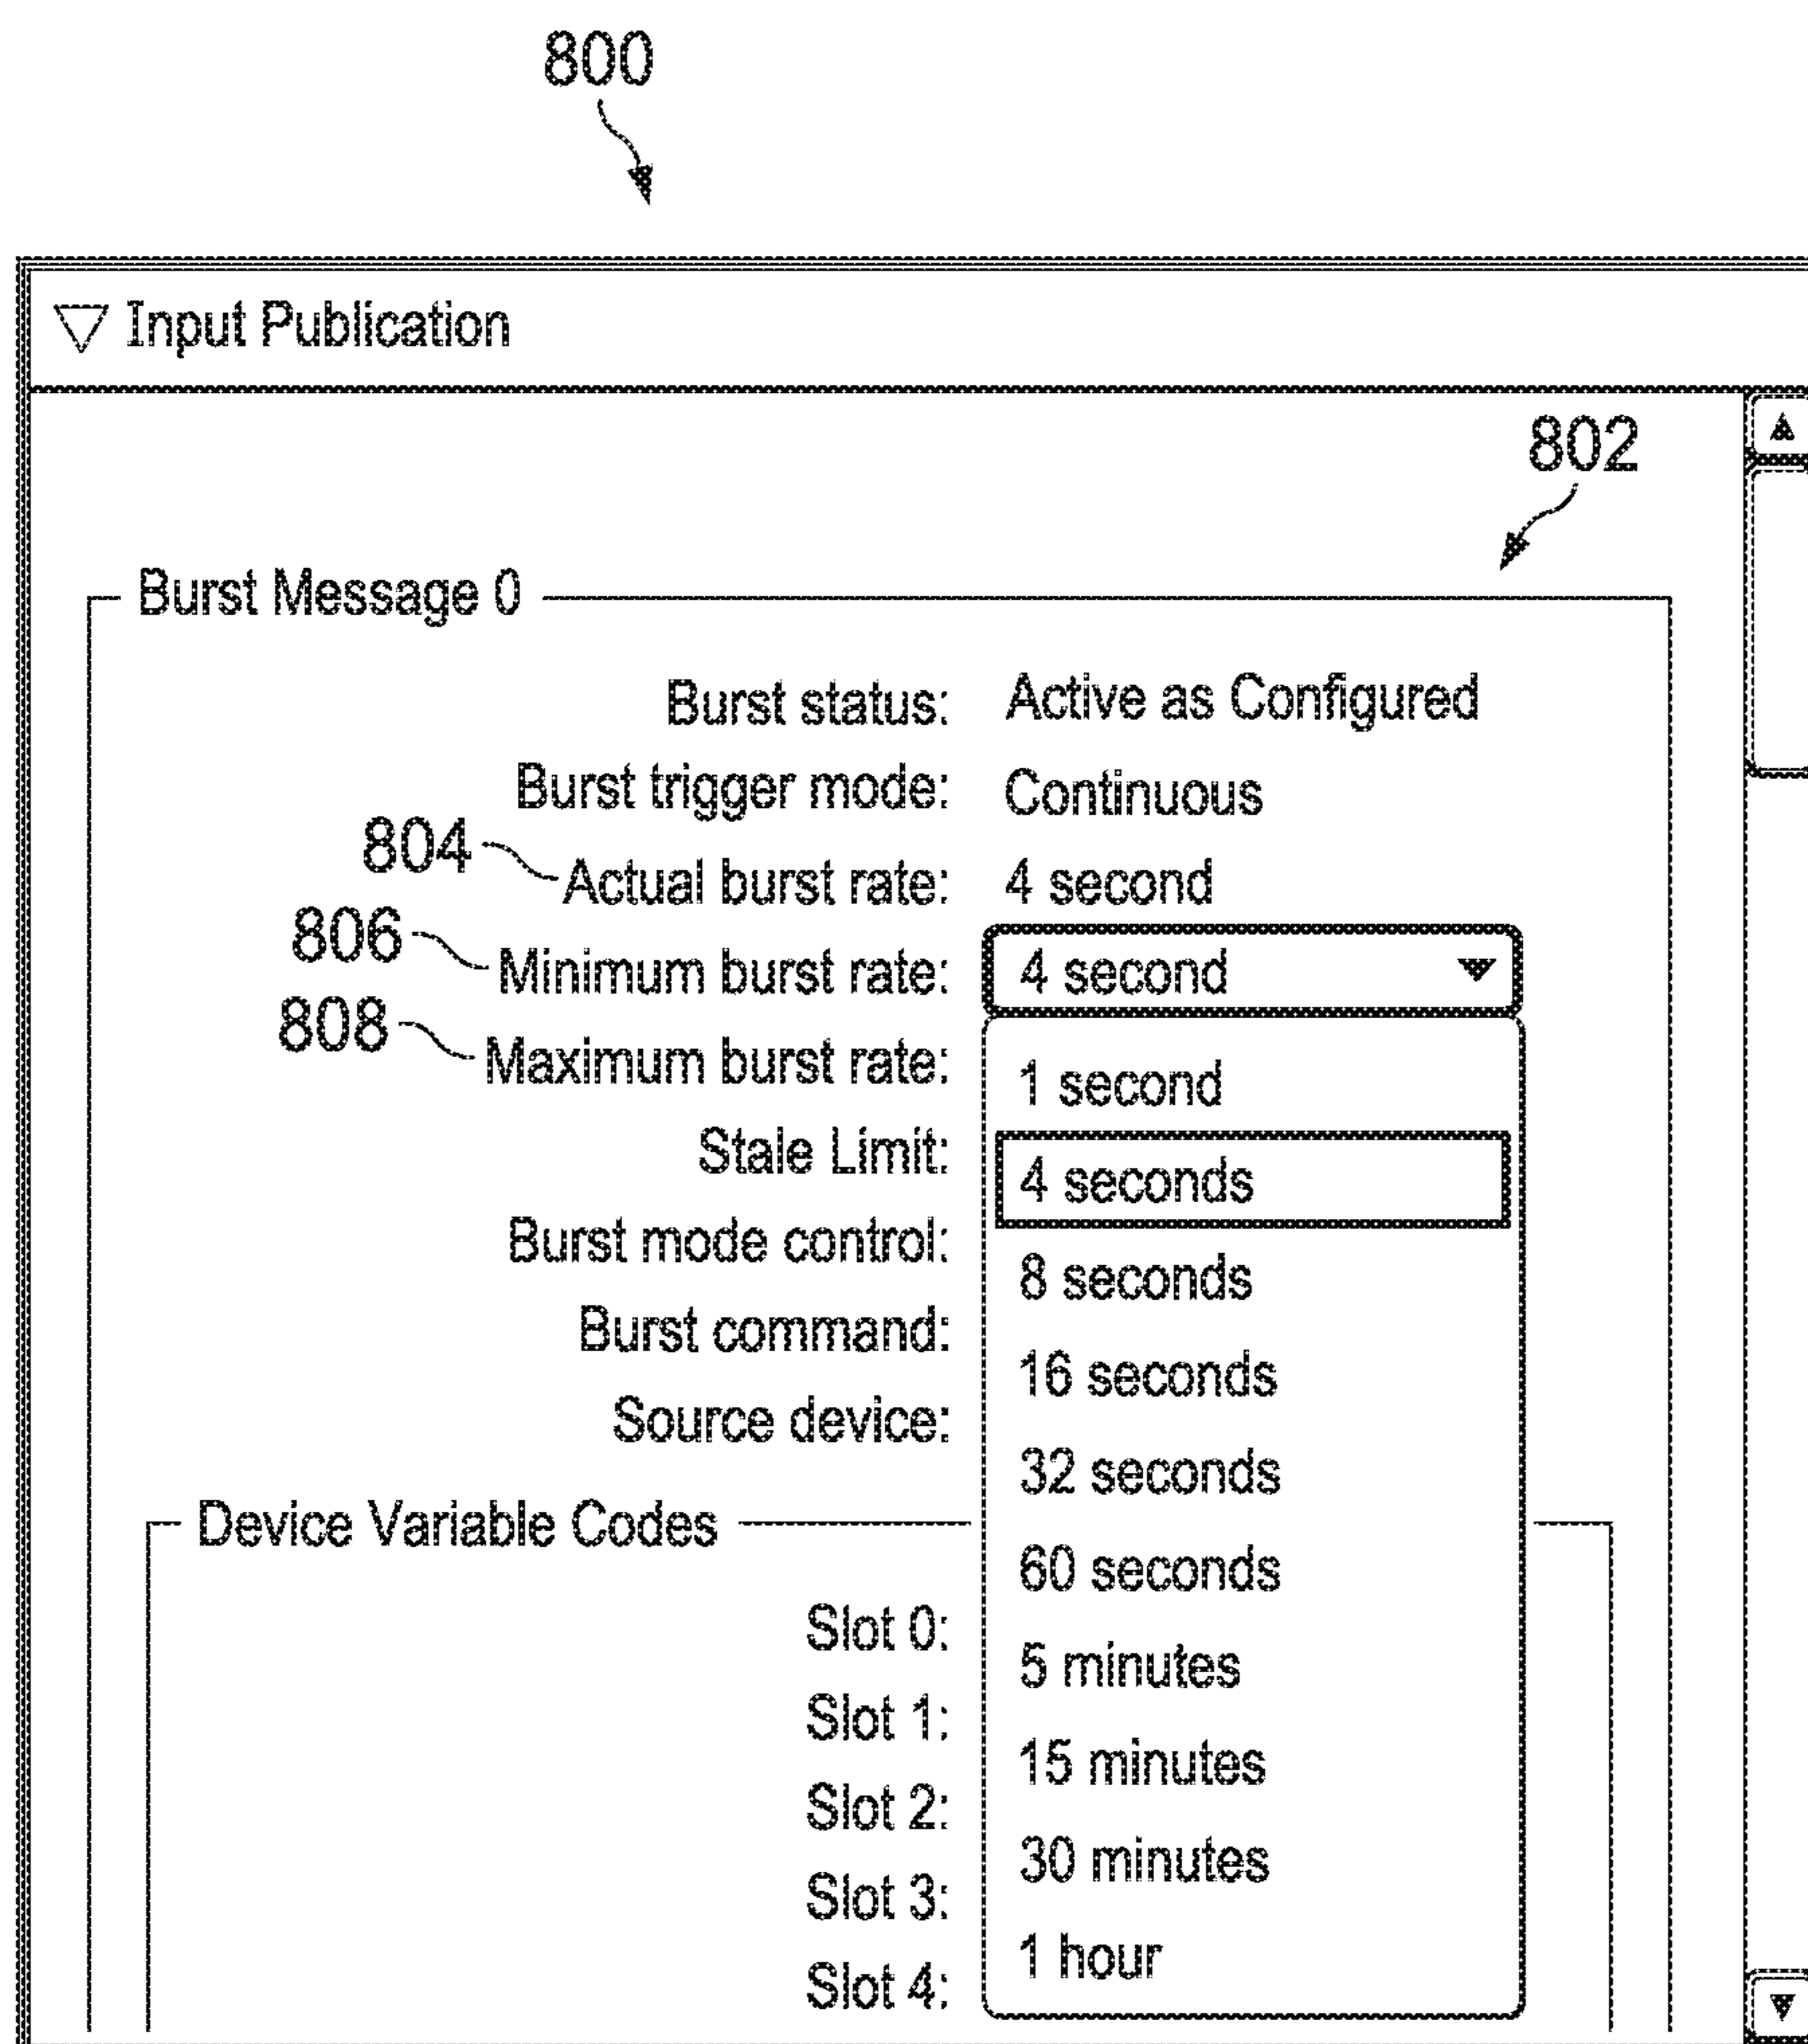 800
Input Publication
802
Burst Message 0
Burst status: Active as Configured
Burst trigger mode: Continuous
804 Actual burst rate: 4 second
806 Minimum burst rate: 4 second
808 Maximum burst rate: 1 second
Stale Limit: 4 seconds
Burst mode control: 8 seconds
Burst command: 16 seconds
Source device: 32 seconds
Device Variable Codes 60 seconds
Slot 0: 5 minutes
Slot 1: 15 minutes
Slot 2:
Slot 3: 30 minutes
Slot 4: 1 hour